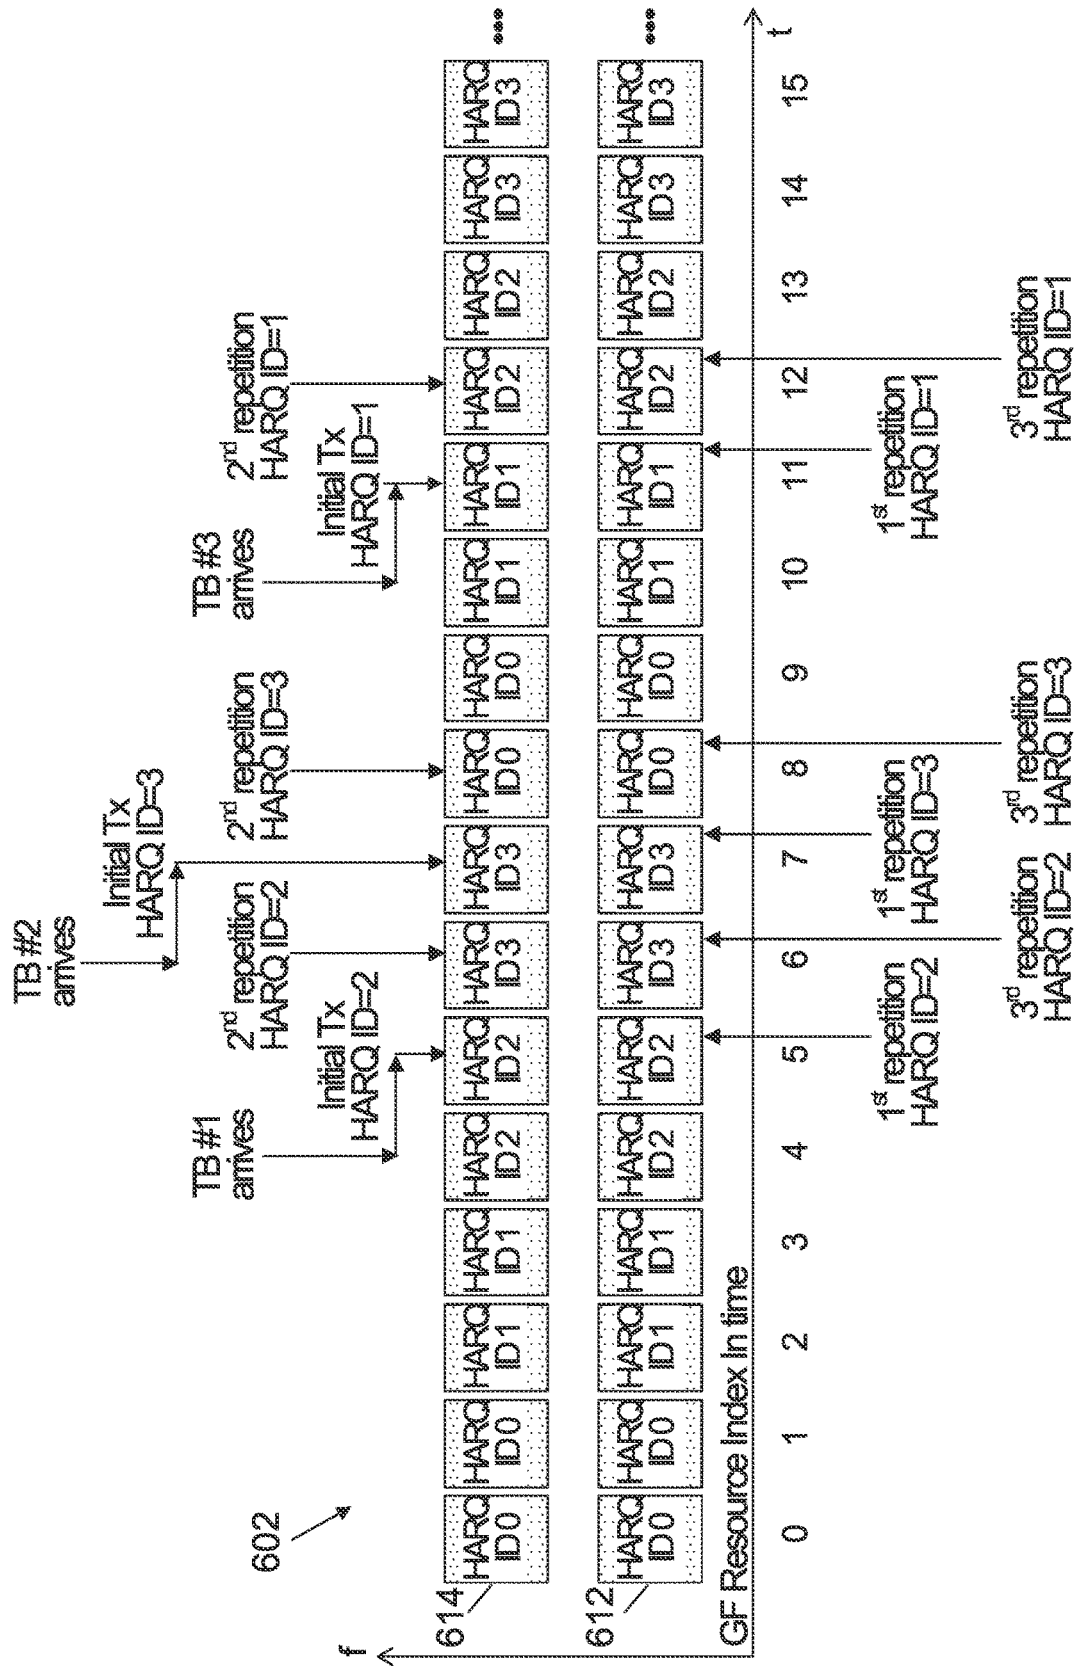 602
f
TB #1
arrives
Initial Tx
HARQ ID=2
2nd repetition
HARQ ID=2
TB #2
arrives
Initial Tx
HARQ ID=3
2nd repetition
HARQ ID=3
TB #3
arrives
Initial Tx
HARQ ID=1
2nd repetition
HARQ ID=1
614
HARQ ID0
HARQ ID0
HARQ ID1
HARQ ID1
HARQ ID2
HARQ ID2
HARQ ID3
HARQ ID3
HARQ ID0
HARQ ID0
HARQ ID1
HARQ ID1
HARQ ID2
HARQ ID2
HARQ ID3
HARQ ID3
•••
612
HARQ ID0
HARQ ID0
HARQ ID1
HARQ ID1
HARQ ID2
HARQ ID2
HARQ ID3
HARQ ID3
HARQ ID0
HARQ ID0
HARQ ID1
HARQ ID1
HARQ ID2
HARQ ID2
HARQ ID3
HARQ ID3
•••
GF Resource Index in time
t
0 1 2 3 4 5 6 7 8 9 10 11 12 13 14 15
1st repetition
HARQ ID=2
3rd repetition
HARQ ID=2
1st repetition
HARQ ID=3
3rd repetition
HARQ ID=3
1st repetition
HARQ ID=1
3rd repetition
HARQ ID=1